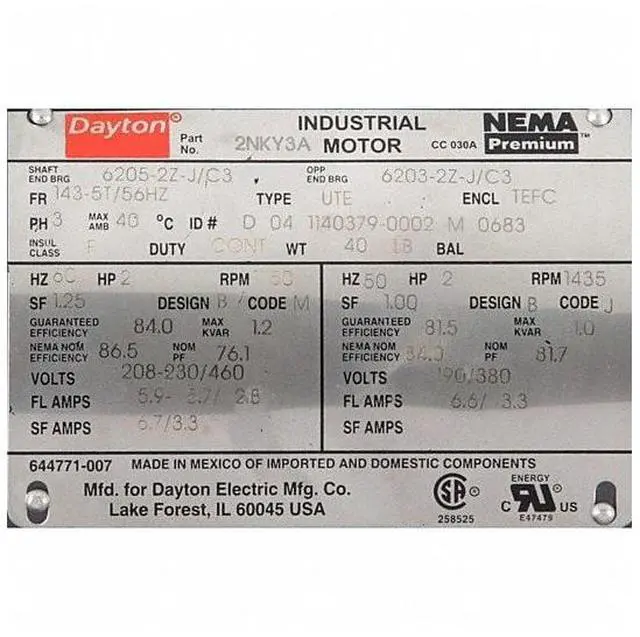 Dayton® Part No. 2NKY3A INDUSTRIAL MOTOR CC 030A NEMA Premium™
SHAFT END BRG 6205-2Z-J/C3 OPP END BRG 6203-2Z-J/C3
FR 143-5T/56HZ TYPE UTE ENCL TEFC
PH 3 MAX AMB 40 °C ID# D 04 1140379-0002 M 0683
INSUL CLASS F DUTY CONT WT 40 LB BAL
HZ 60 HP 2 RPM
SF 1.25 DESIGN B CODE M
GUARANTEED EFFICIENCY 84.0 MAX KVAR 1.2
NEMA NOM EFFICIENCY 86.5 NOM PF 76.1
VOLTS 208-230/460
FL AMPS 5.9- 5.7/ 2.8
SF AMPS 6.7/3.3
HZ 50 HP 2 RPM 1435
SF 1.00 DESIGN B CODE J
GUARANTEED EFFICIENCY 81.5 MAX KVAR 1.0
NEMA NOM EFFICIENCY 84.0 NOM PF 81.7
VOLTS 190/380
FL AMPS 6.6/ 3.3
SF AMPS
644771-007 MADE IN MEXICO OF IMPORTED AND DOMESTIC COMPONENTS
Mfd. for Dayton Electric Mfg. Co.
Lake Forest, IL 60045 USA
SA ® 258525
ENERGY
C RU ® US
E47479